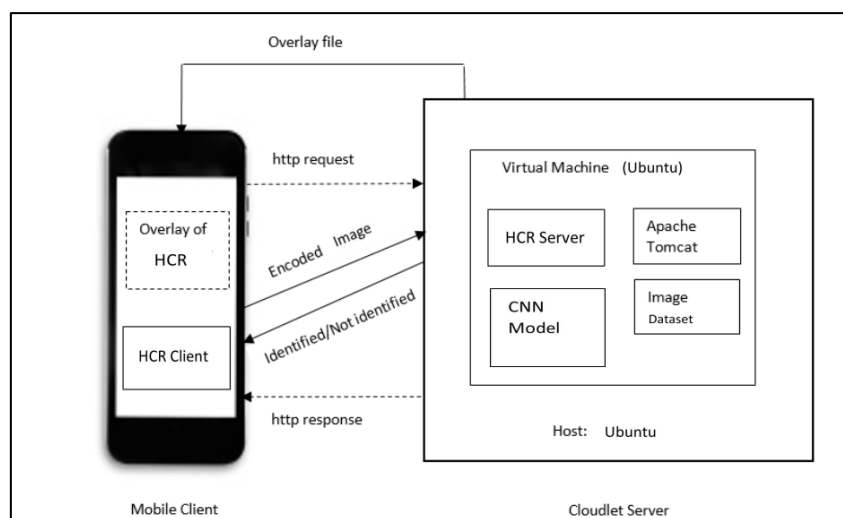 Overlay file
http request
Virtual Machine (Ubuntu)
Overlay of
HCR
HCR Server
Apache
Tomcat
Encoded Image
CNN
Model
Image
Dataset
Identified/Not identified
HCR Client
http response
Host: Ubuntu
Mobile Client
Cloudlet Server